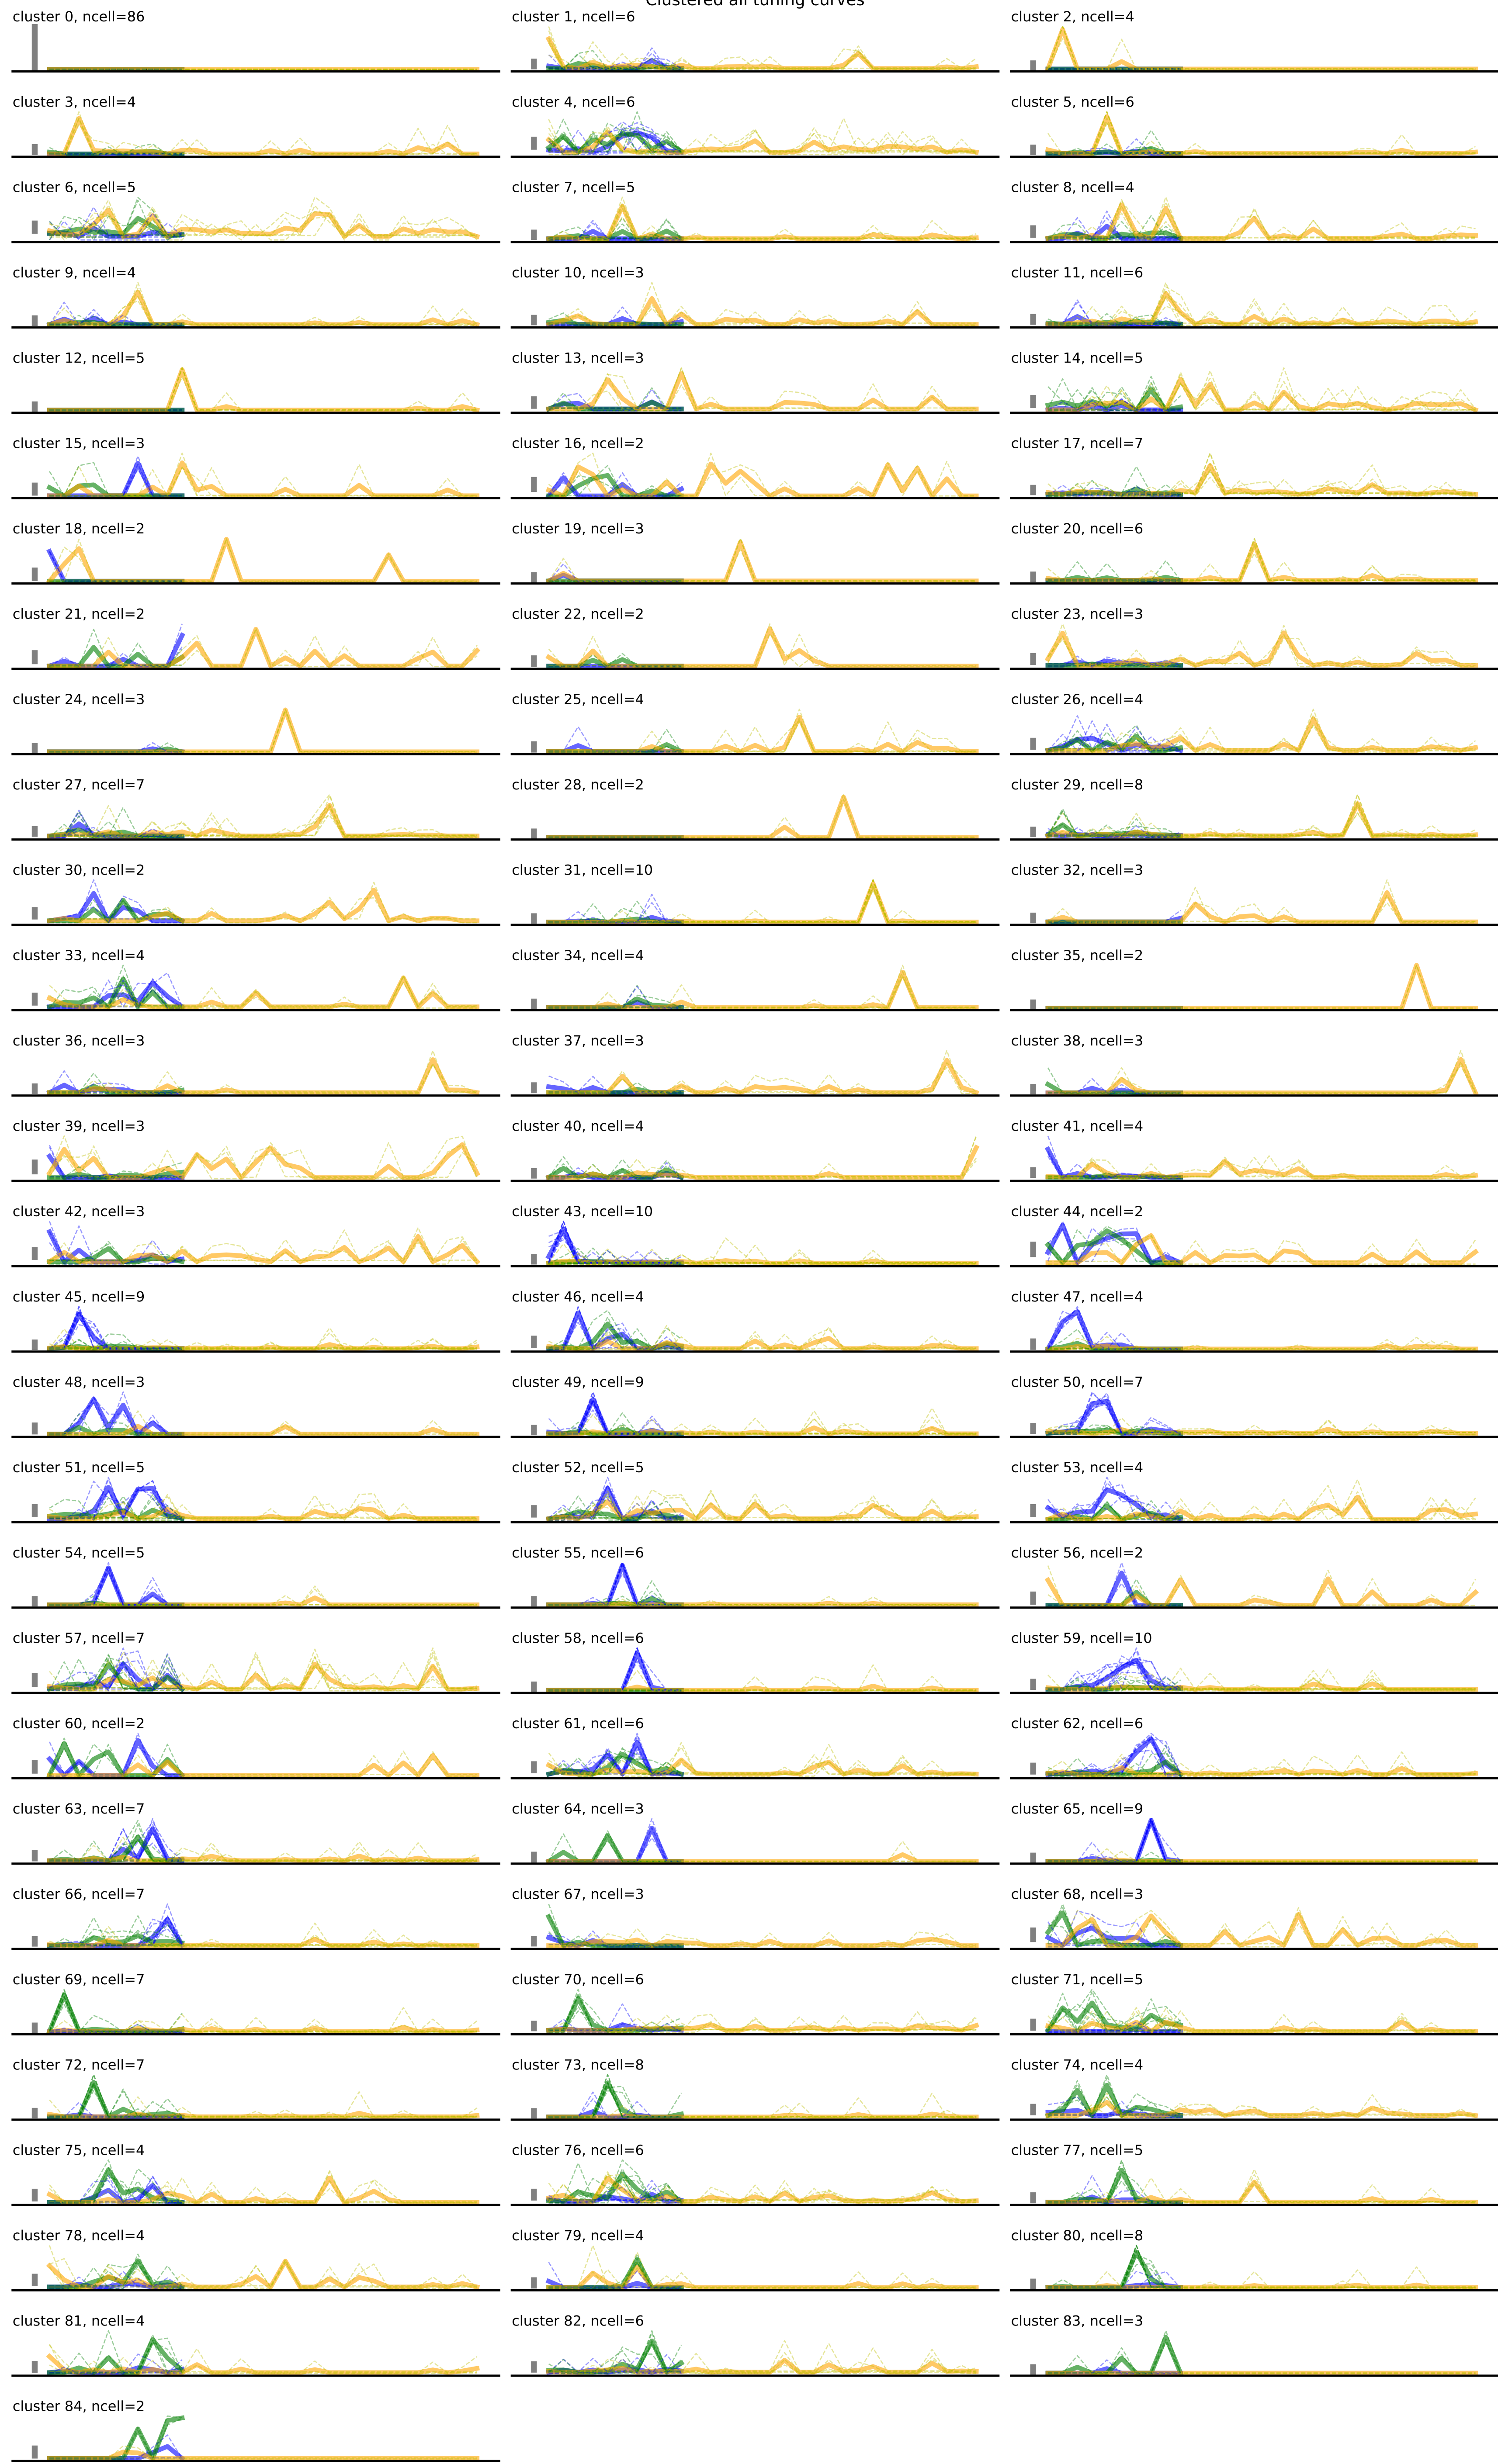 Clustered all tuning curves
cluster 0, ncell=86
cluster 1, ncell=6
cluster 2, ncell=4
cluster 3, ncell=4
cluster 4, ncell=6
cluster 5, ncell=6
cluster 6, ncell=5
cluster 7, ncell=5
cluster 8, ncell=4
cluster 9, ncell=4
cluster 10, ncell=3
cluster 11, ncell=6
cluster 12, ncell=5
cluster 13, ncell=3
cluster 14, ncell=5
cluster 15, ncell=3
cluster 16, ncell=2
cluster 17, ncell=7
cluster 18, ncell=2
cluster 19, ncell=3
cluster 20, ncell=6
cluster 21, ncell=2
cluster 22, ncell=2
cluster 23, ncell=3
cluster 24, ncell=3
cluster 25, ncell=4
cluster 26, ncell=4
cluster 27, ncell=7
cluster 28, ncell=2
cluster 29, ncell=8
cluster 30, ncell=2
cluster 31, ncell=10
cluster 32, ncell=3
cluster 33, ncell=4
cluster 34, ncell=4
cluster 35, ncell=2
cluster 36, ncell=3
cluster 37, ncell=3
cluster 38, ncell=3
cluster 39, ncell=3
cluster 40, ncell=4
cluster 41, ncell=4
cluster 42, ncell=3
cluster 43, ncell=10
cluster 44, ncell=2
cluster 45, ncell=9
cluster 46, ncell=4
cluster 47, ncell=4
cluster 48, ncell=3
cluster 49, ncell=9
cluster 50, ncell=7
cluster 51, ncell=5
cluster 52, ncell=5
cluster 53, ncell=4
cluster 54, ncell=5
cluster 55, ncell=6
cluster 56, ncell=2
cluster 57, ncell=7
cluster 58, ncell=6
cluster 59, ncell=10
cluster 60, ncell=2
cluster 61, ncell=6
cluster 62, ncell=6
cluster 63, ncell=7
cluster 64, ncell=3
cluster 65, ncell=9
cluster 66, ncell=7
cluster 67, ncell=3
cluster 68, ncell=3
cluster 69, ncell=7
cluster 70, ncell=6
cluster 71, ncell=5
cluster 72, ncell=7
cluster 73, ncell=8
cluster 74, ncell=4
cluster 75, ncell=4
cluster 76, ncell=6
cluster 77, ncell=5
cluster 78, ncell=4
cluster 79, ncell=4
cluster 80, ncell=8
cluster 81, ncell=4
cluster 82, ncell=6
cluster 83, ncell=3
cluster 84, ncell=2